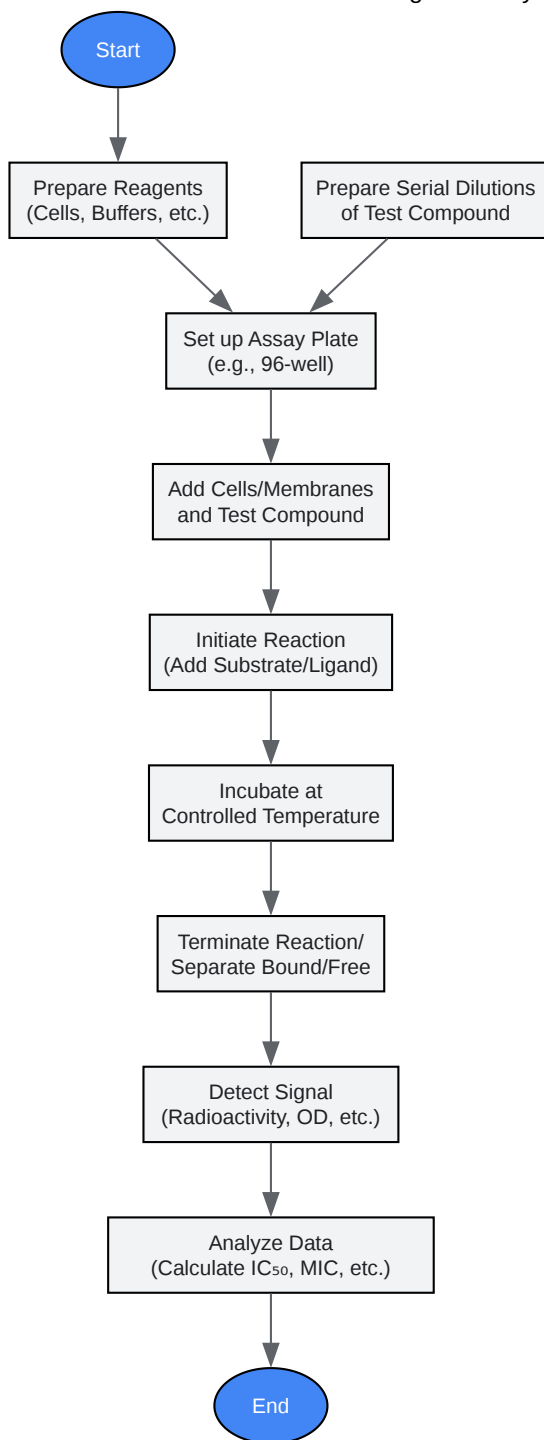 Start
Prepare Reagents
(Cells, Buffers, etc.)
Prepare Serial Dilutions
of Test Compound
Set up Assay Plate
(e.g., 96-well)
Add Cells/Membranes
and Test Compound
Initiate Reaction
(Add Substrate/Ligand)
Incubate at
Controlled Temperature
Terminate Reaction/
Separate Bound/Free
Detect Signal
(Radioactivity, OD, etc.)
Analyze Data
(Calculate IC₅₀, MIC, etc.)
End